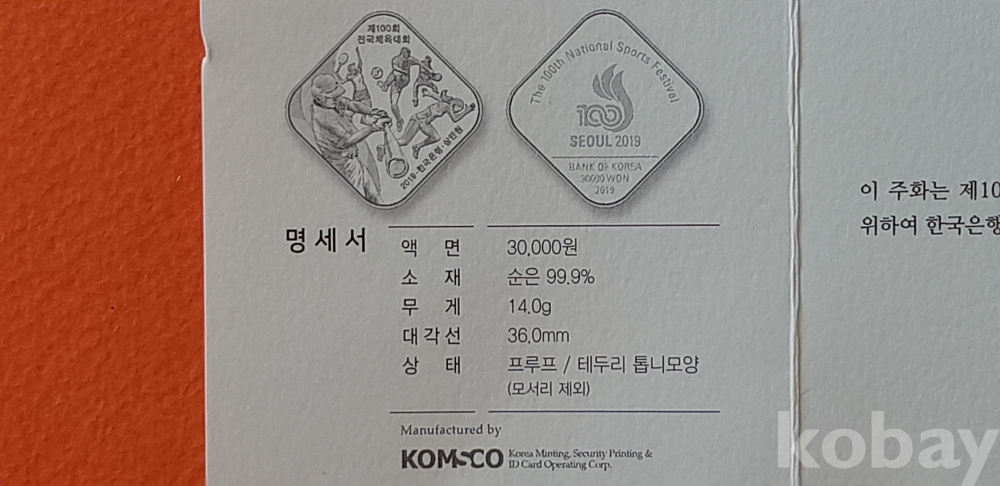 제100회
전국체육대회
2019 · 한국은행 · 실란청
The 100th National Sports Festival
100
SEOUL 2019
BANK OF KOREA
30000 WON
2019
명세서
액 면 30,000원
소 재 순은 99.9%
무 게 14.0g
대각선 36.0mm
상 태 프루프 / 테두리 톱니모양
(모서리 제외)
이 주화는 제10
위하여 한국은행
Manufactured by
KOMSCO Korea Minting, Security Printing &
ID Card Operating Corp.
kobay